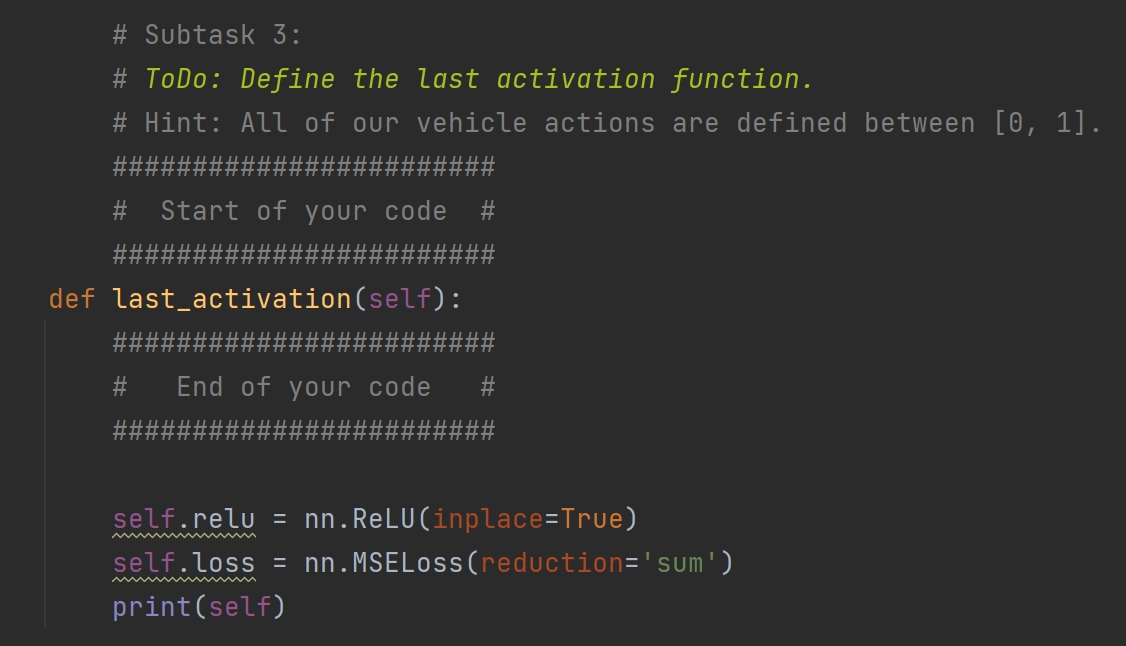 # Subtask 3:
# ToDo: Define the last activation function.
# Hint: All of our vehicle actions are defined between [0, 1].
########################
#  Start of your code  #
########################
def last_activation(self):
########################
#   End of your code   #
########################
self.relu = nn.ReLU(inplace=True)
self.loss = nn.MSELoss(reduction='sum')
print(self)